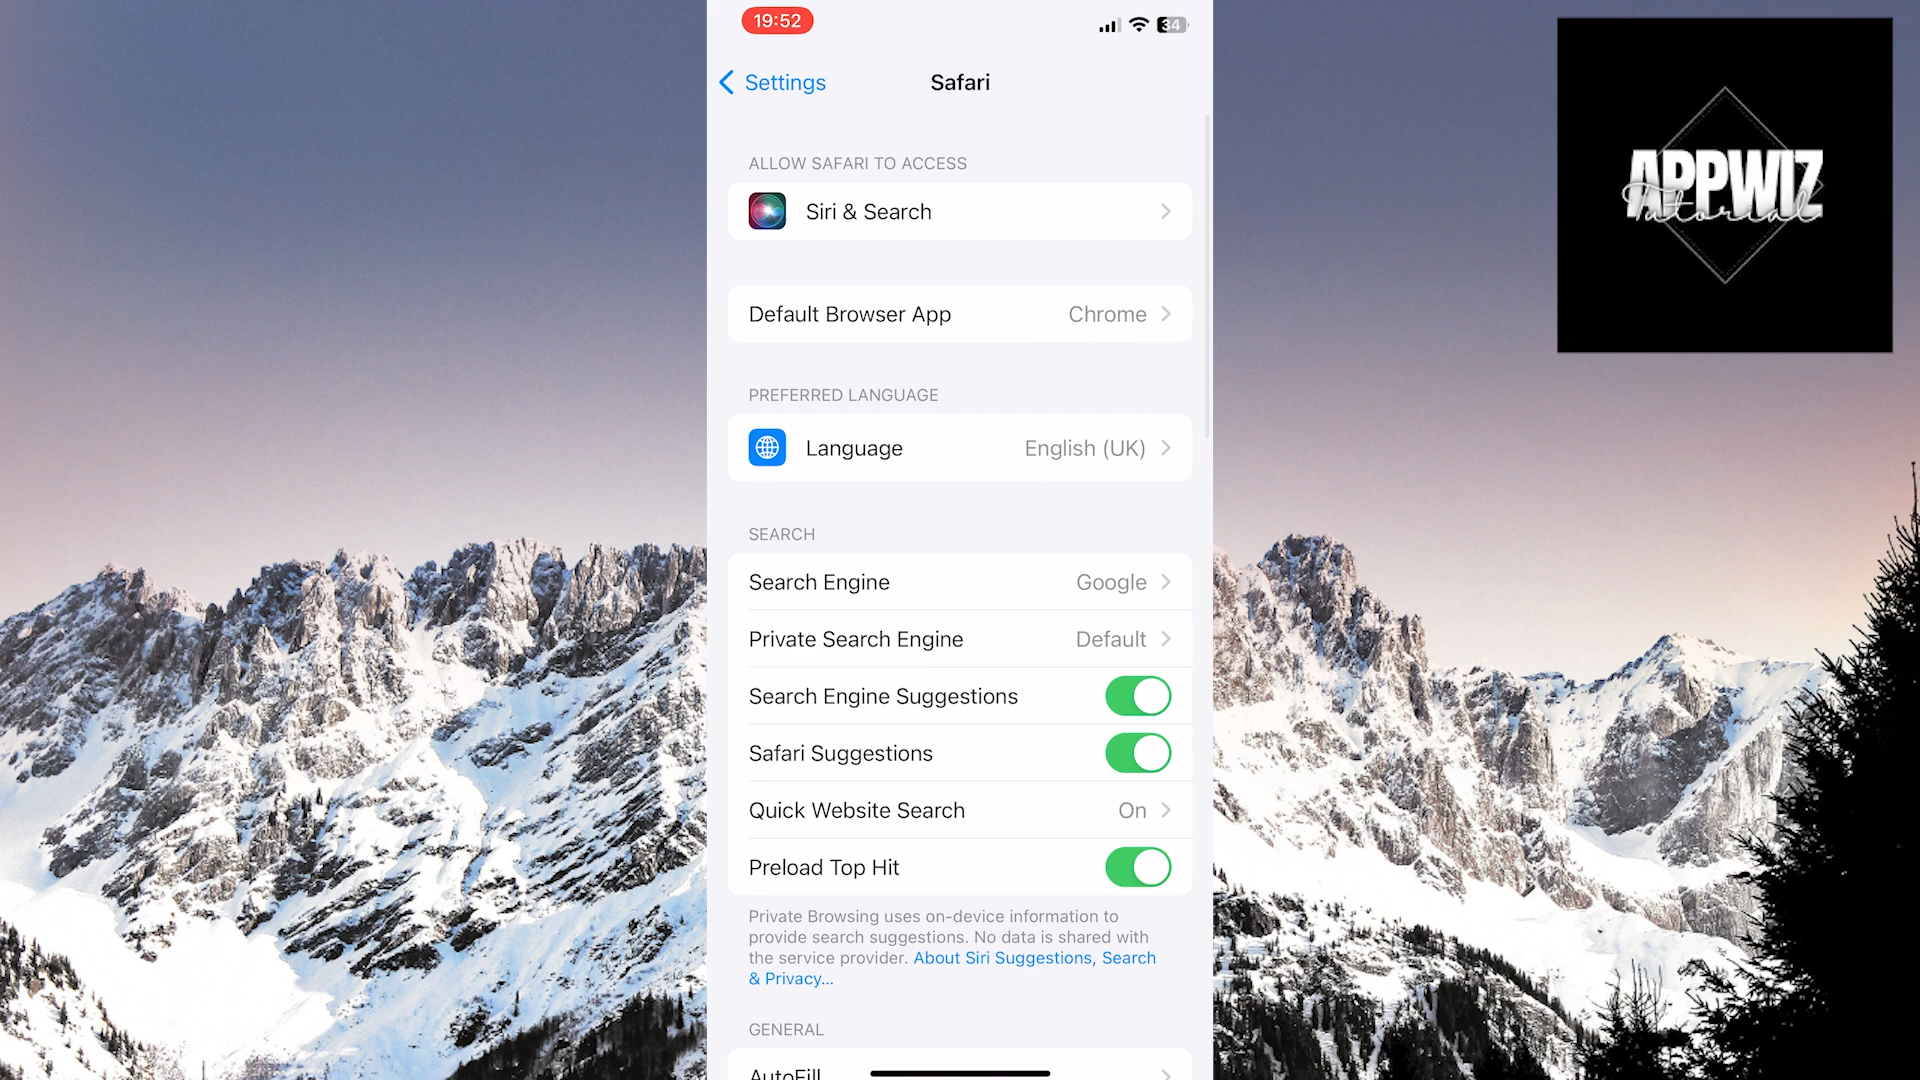 19:52
34
Settings
Safari
APPWIZ
Tutorial
ALLOW SAFARI TO ACCESS
Siri & Search
Default Browser App Chrome
PREFERRED LANGUAGE
Language English (UK)
SEARCH
Search Engine Google
Private Search Engine Default
Search Engine Suggestions
Safari Suggestions
Quick Website Search On
Preload Top Hit
Private Browsing uses on-device information to
provide search suggestions. No data is shared with
the service provider. About Siri Suggestions, Search
& Privacy...
GENERAL
AutoFill